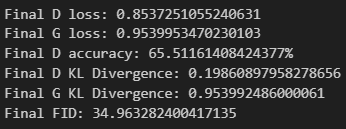 Final D loss: 0.8537251055240631
Final G loss: 0.9539953470230103
Final D accuracy: 65.51161408424377%
Final D KL Divergence: 0.19860897958278656
Final G KL Divergence: 0.953992486000061
Final FID: 34.963282400417135